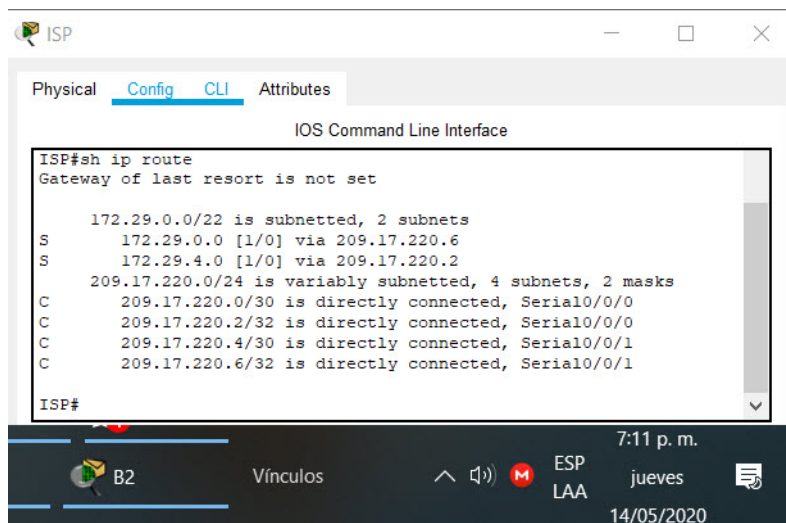 ISP
Physical Config CLI Attributes
IOS Command Line Interface
ISP#sh ip route
Gateway of last resort is not set
172.29.0.0/22 is subnetted, 2 subnets
S 172.29.0.0 [1/0] via 209.17.220.6
S 172.29.4.0 [1/0] via 209.17.220.2
209.17.220.0/24 is variably subnetted, 4 subnets, 2 masks
C 209.17.220.0/30 is directly connected, Serial0/0/0
C 209.17.220.2/32 is directly connected, Serial0/0/0
C 209.17.220.4/30 is directly connected, Serial0/0/1
C 209.17.220.6/32 is directly connected, Serial0/0/1
ISP#
B2 Vínculos M ESP
LAA
7:11 p. m.
jueves
14/05/2020